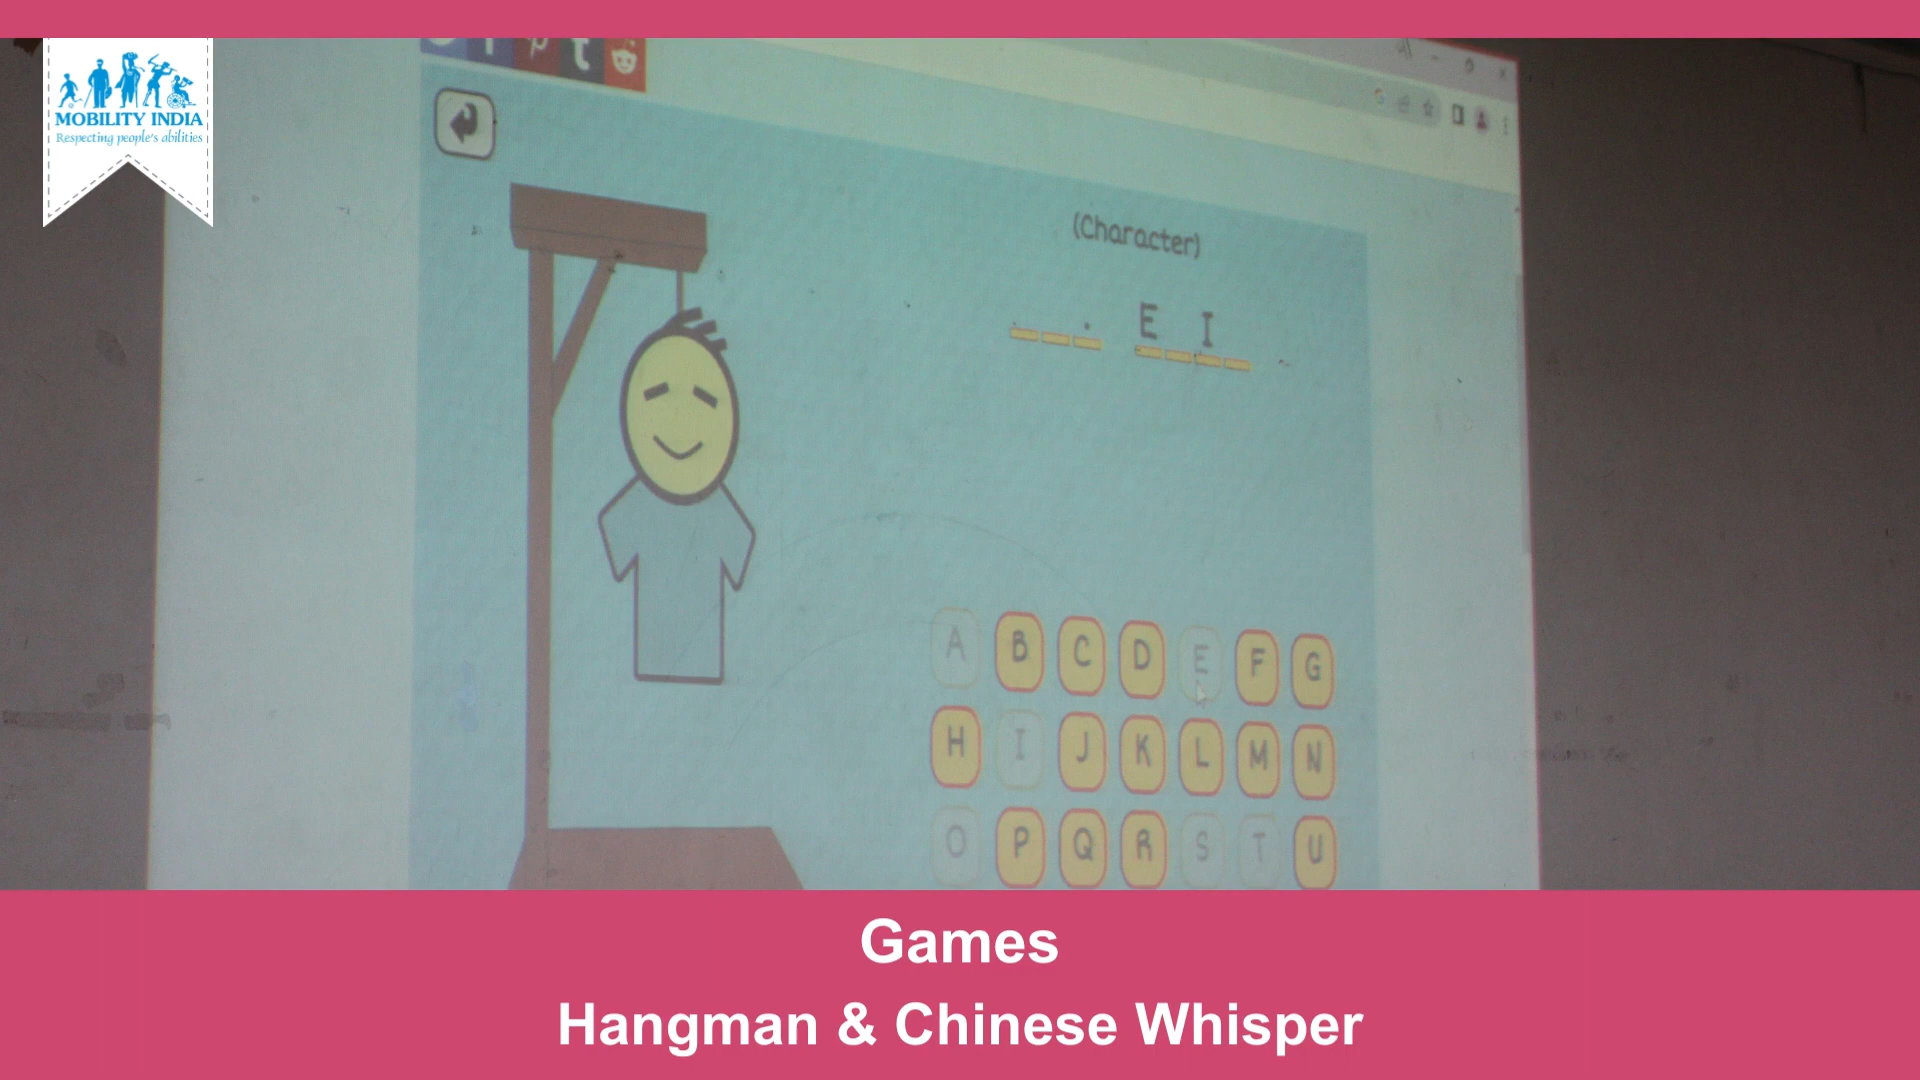 MOBILITY INDIA
Respecting people's abilities
(Character)
E I
A B C D E F G
H I J K L M N
O P Q R S T U
Games
Hangman & Chinese Whisper